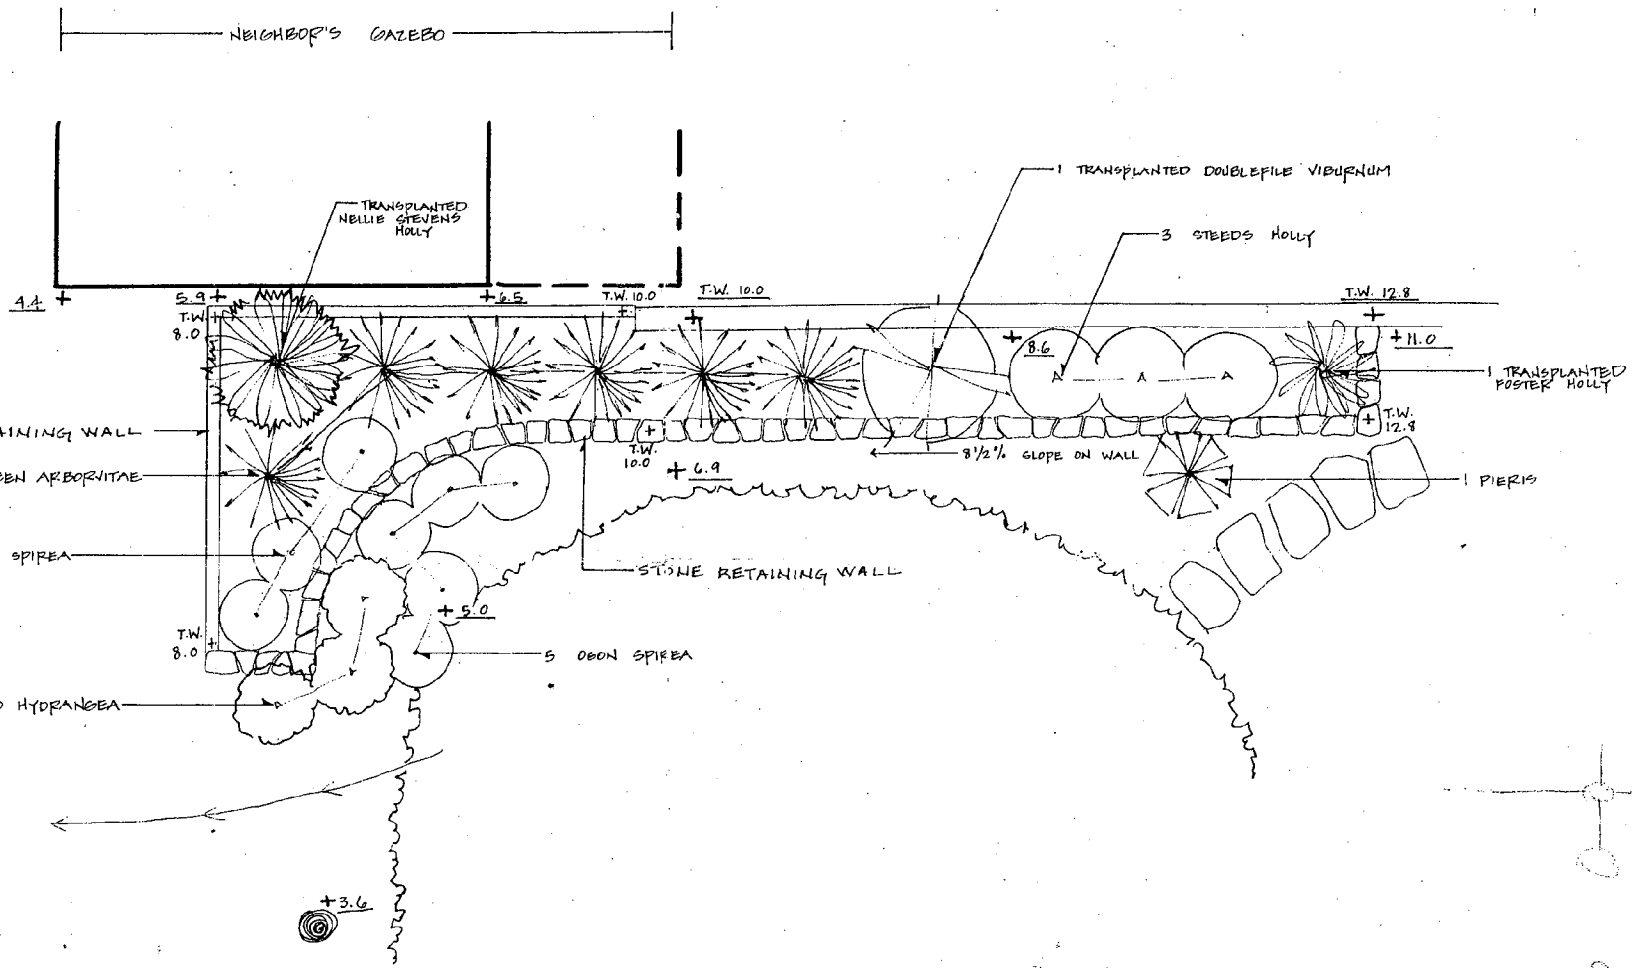 NEIGHBOR'S GAZEBO
1 TRANSPLANTED DOUBLEFILE VIBURNUM
TRANSPLANTED
NELLIE STEVENS
HOLLY
3 STEEDS HOLLY
4.4
5.9
6.5
T.W. 10.0
T.W. 10.0
T.W. 12.8
T.W.
8.0
8.6
11.0
1 TRANSPLANTED
FOSTER HOLLY
T.W.
12.8
AINING WALL
T.W.
10.0
8 1/2% SLOPE ON WALL
6.9
EEN ARBORVITAE
1 PIERIS
SPIREA
STONE RETAINING WALL
5.0
T.W.
8.0
5 OGON SPIREA
HYDRANGEA
3.6